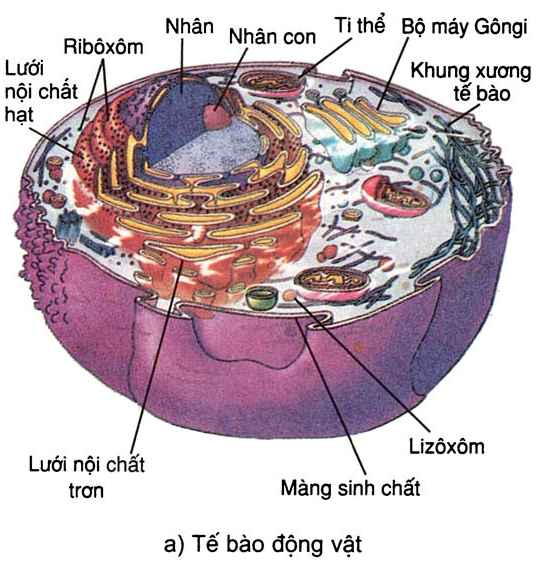 Nhân
Nhân con
Ti thể
Bộ máy Gôngi
Ribôxôm
Lưới
nội chất
hạt
Khung xương
tế bào
Lizôxôm
Lưới nội chất
trơn
Màng sinh chất
a) Tế bào động vật